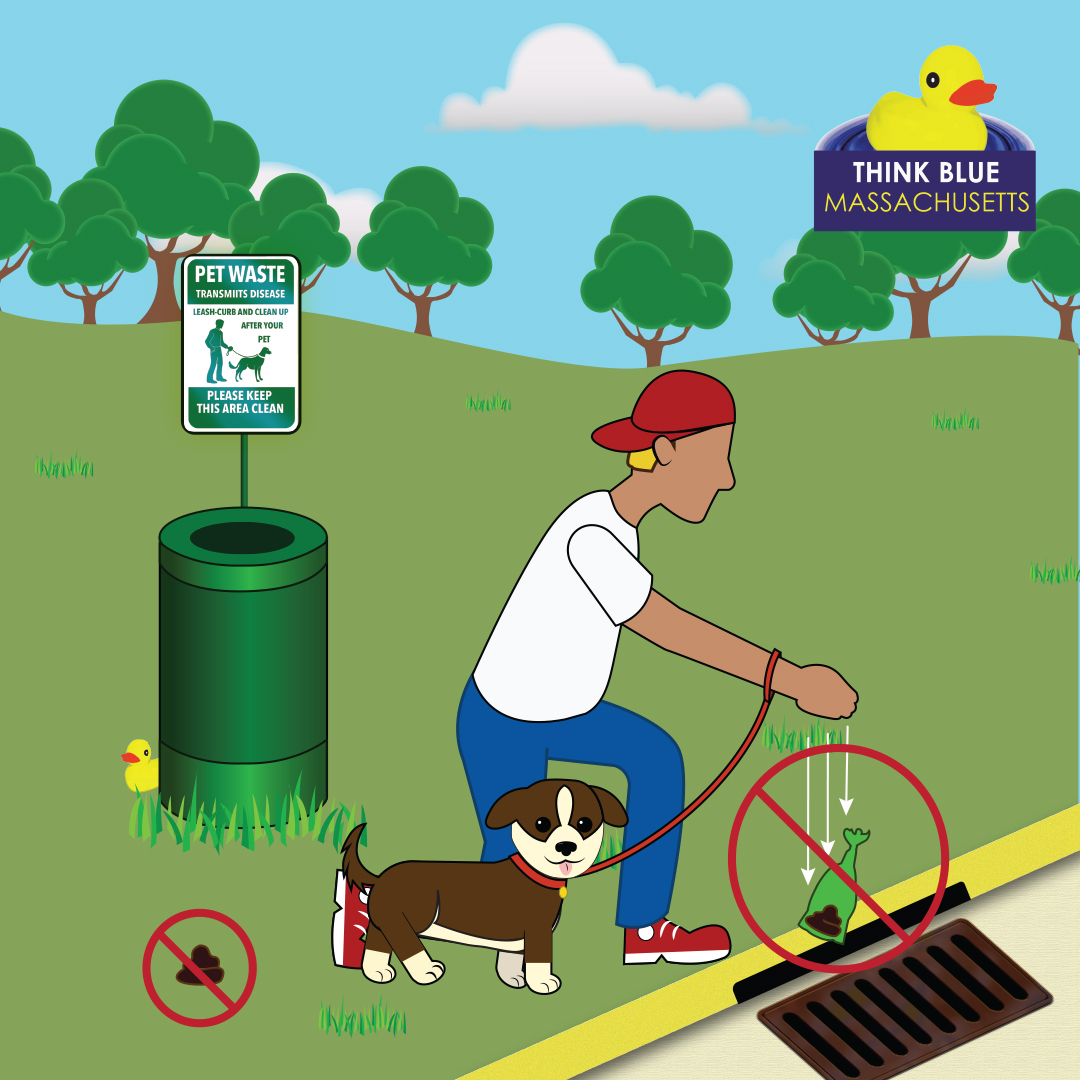 THINK BLUE
MASSACHUSETTS
PET WASTE
TRANSMIITS DISEASE
LEASH-CURB AND CLEAN UP
AFTER YOUR
PET
PLEASE KEEP
THIS AREA CLEAN